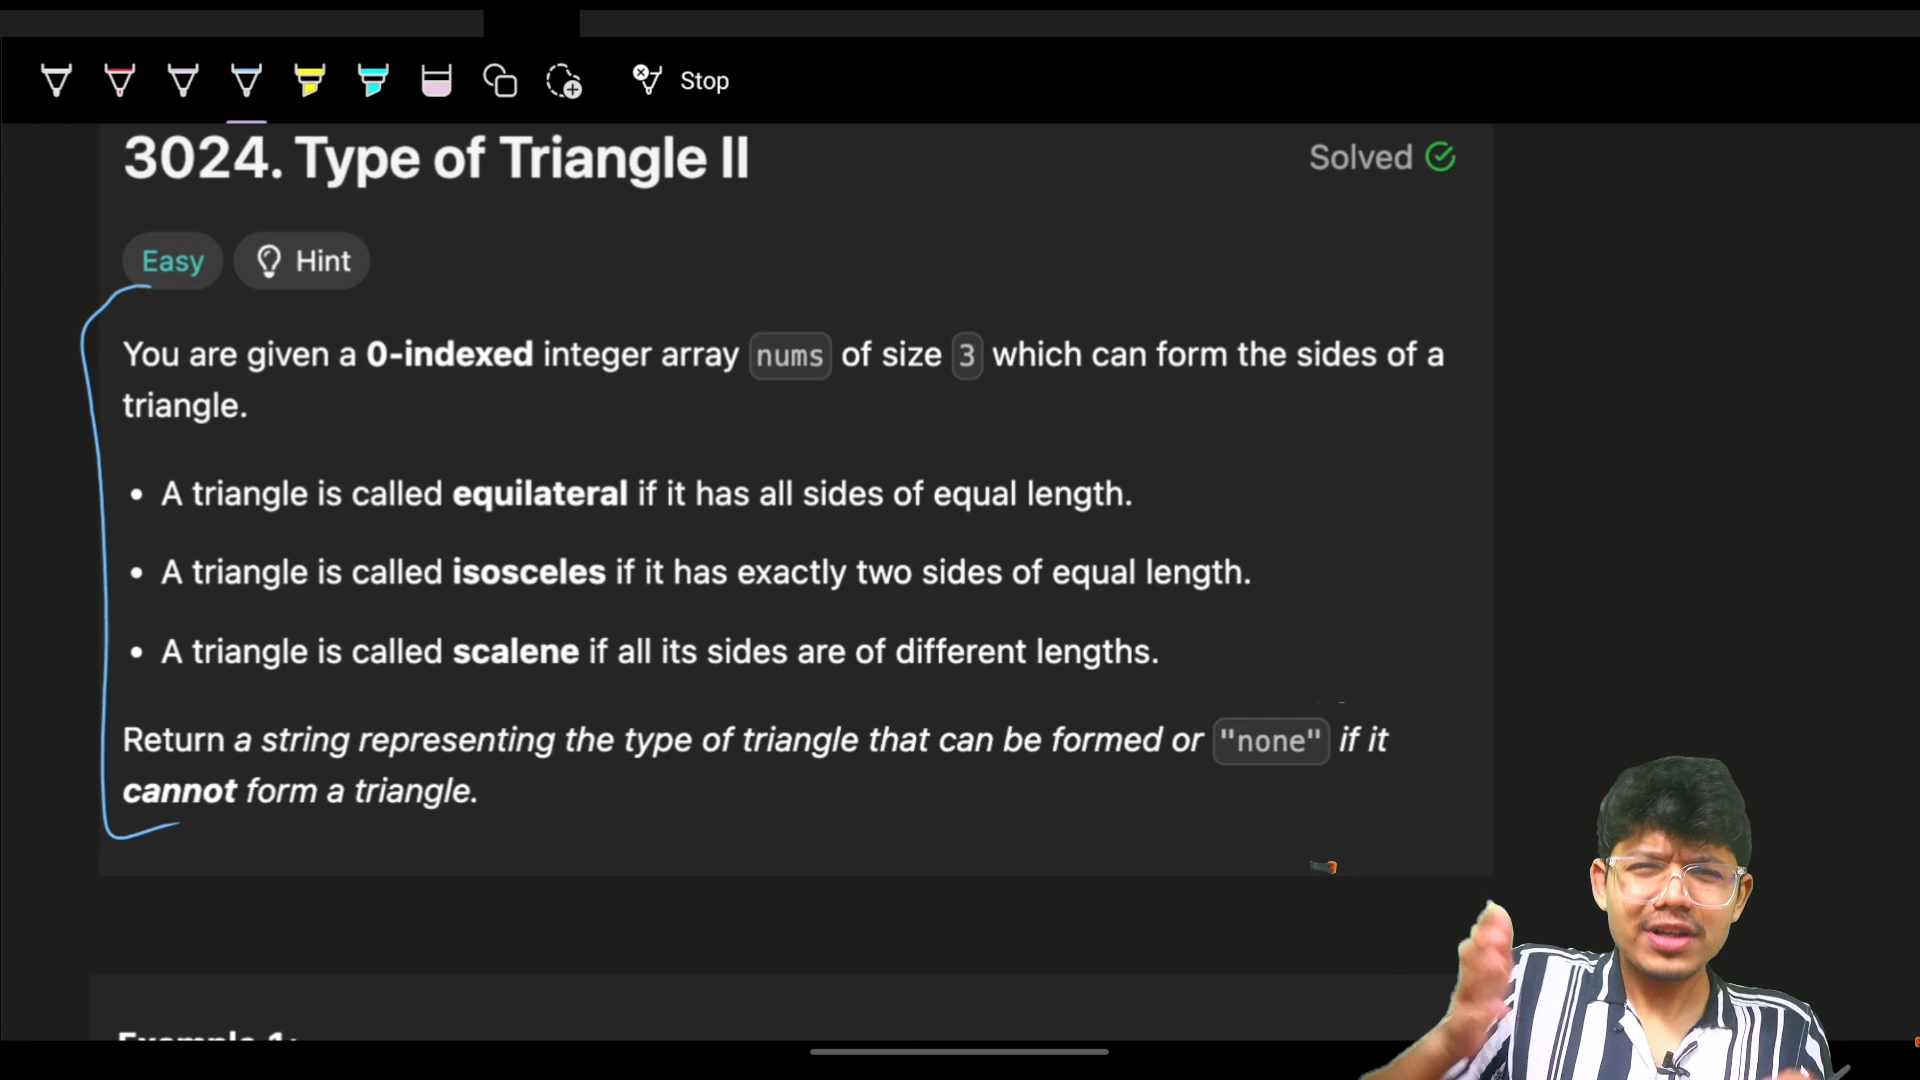 Stop
3024. Type of Triangle II
Solved
Easy
Hint
You are given a 0-indexed integer array nums of size 3 which can form the sides of a
triangle.
• A triangle is called equilateral if it has all sides of equal length.
• A triangle is called isosceles if it has exactly two sides of equal length.
• A triangle is called scalene if all its sides are of different lengths.
Return a string representing the type of triangle that can be formed or "none" if it
cannot form a triangle.
Example 1: